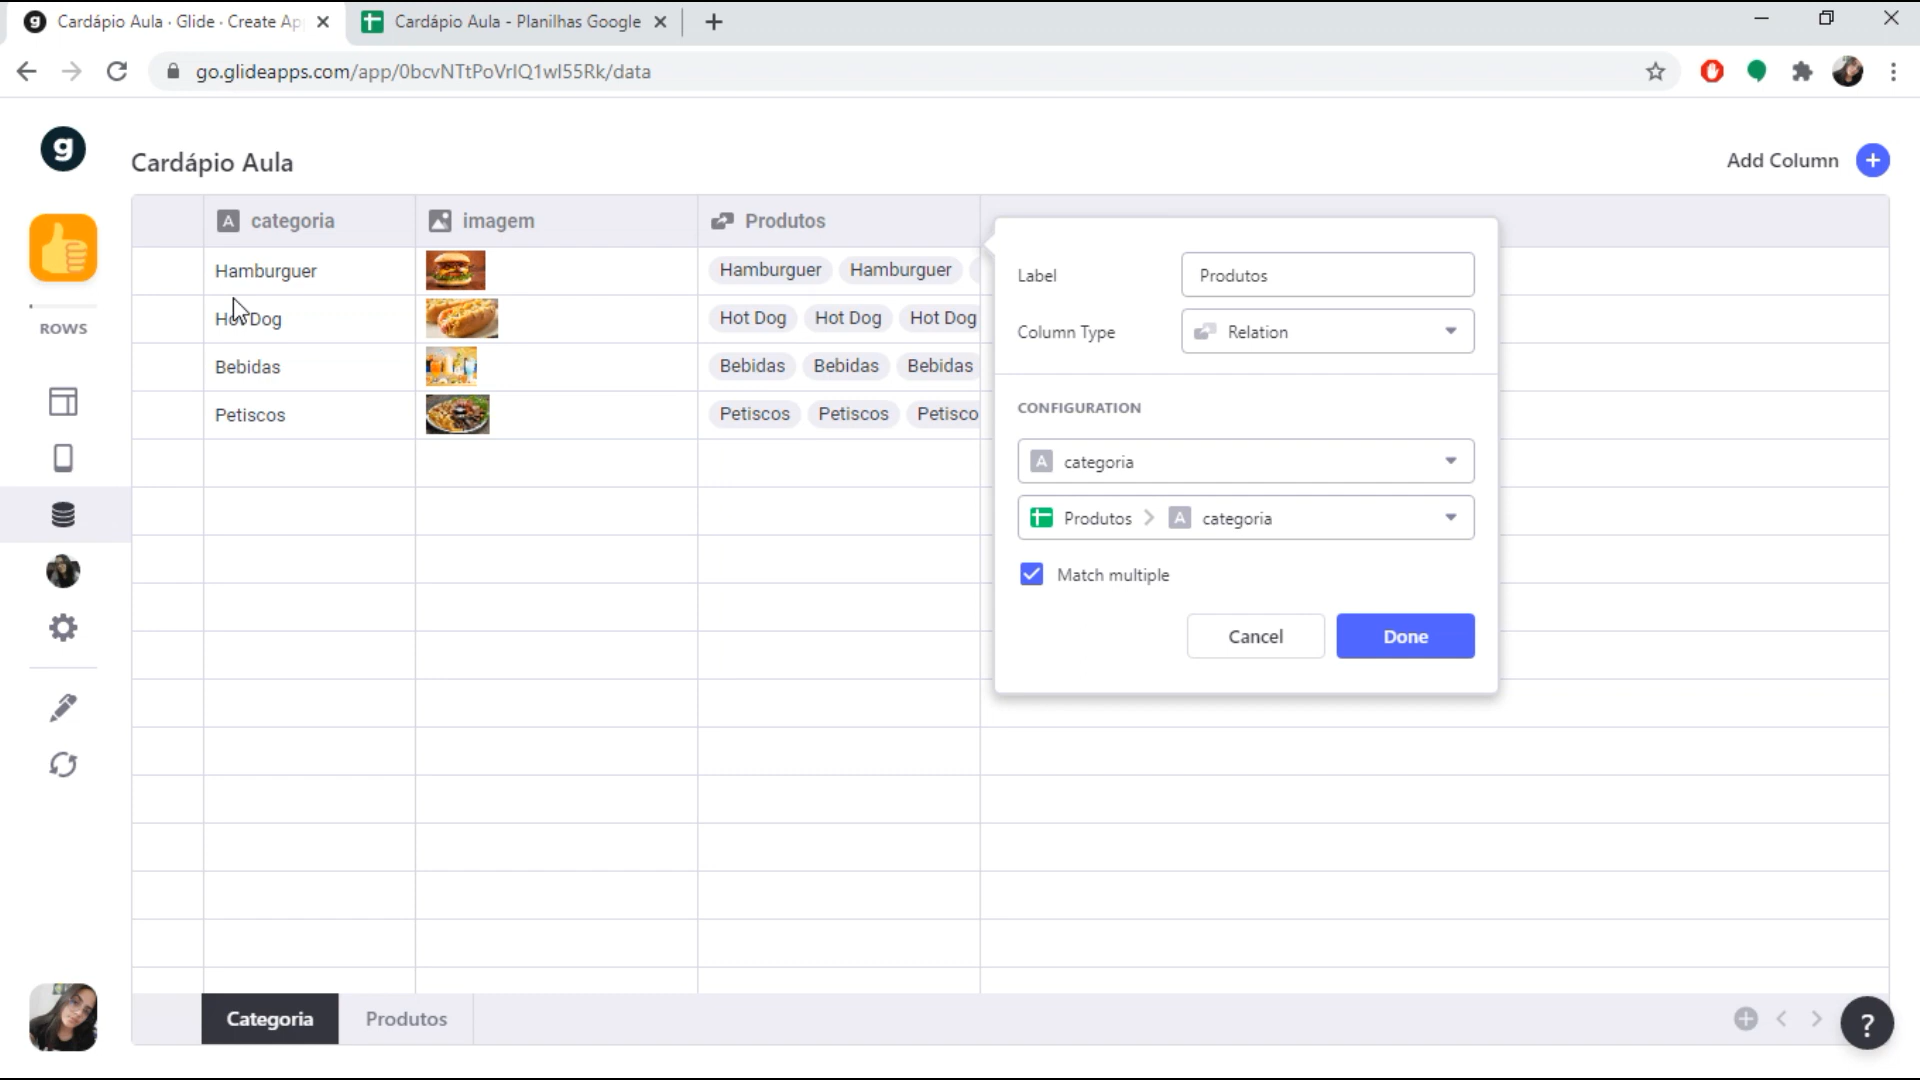 Cardápio Aula · Glide · Create Ap
Cardápio Aula - Planilhas Google
go.glideapps.com/app/0bcvNTtPoVrIQ1wI55Rk/data
g
Cardápio Aula
Add Column
ROWS
A categoria
imagem
Produtos
Hamburguer
Hamburguer Hamburguer
Hot Dog
Hot Dog Hot Dog Hot Dog
Bebidas
Bebidas Bebidas Bebidas
Petiscos
Petiscos Petiscos Petisco
Label
Produtos
Column Type
Relation
CONFIGURATION
A categoria
Produtos > A categoria
Match multiple
Cancel
Done
Categoria
Produtos
?